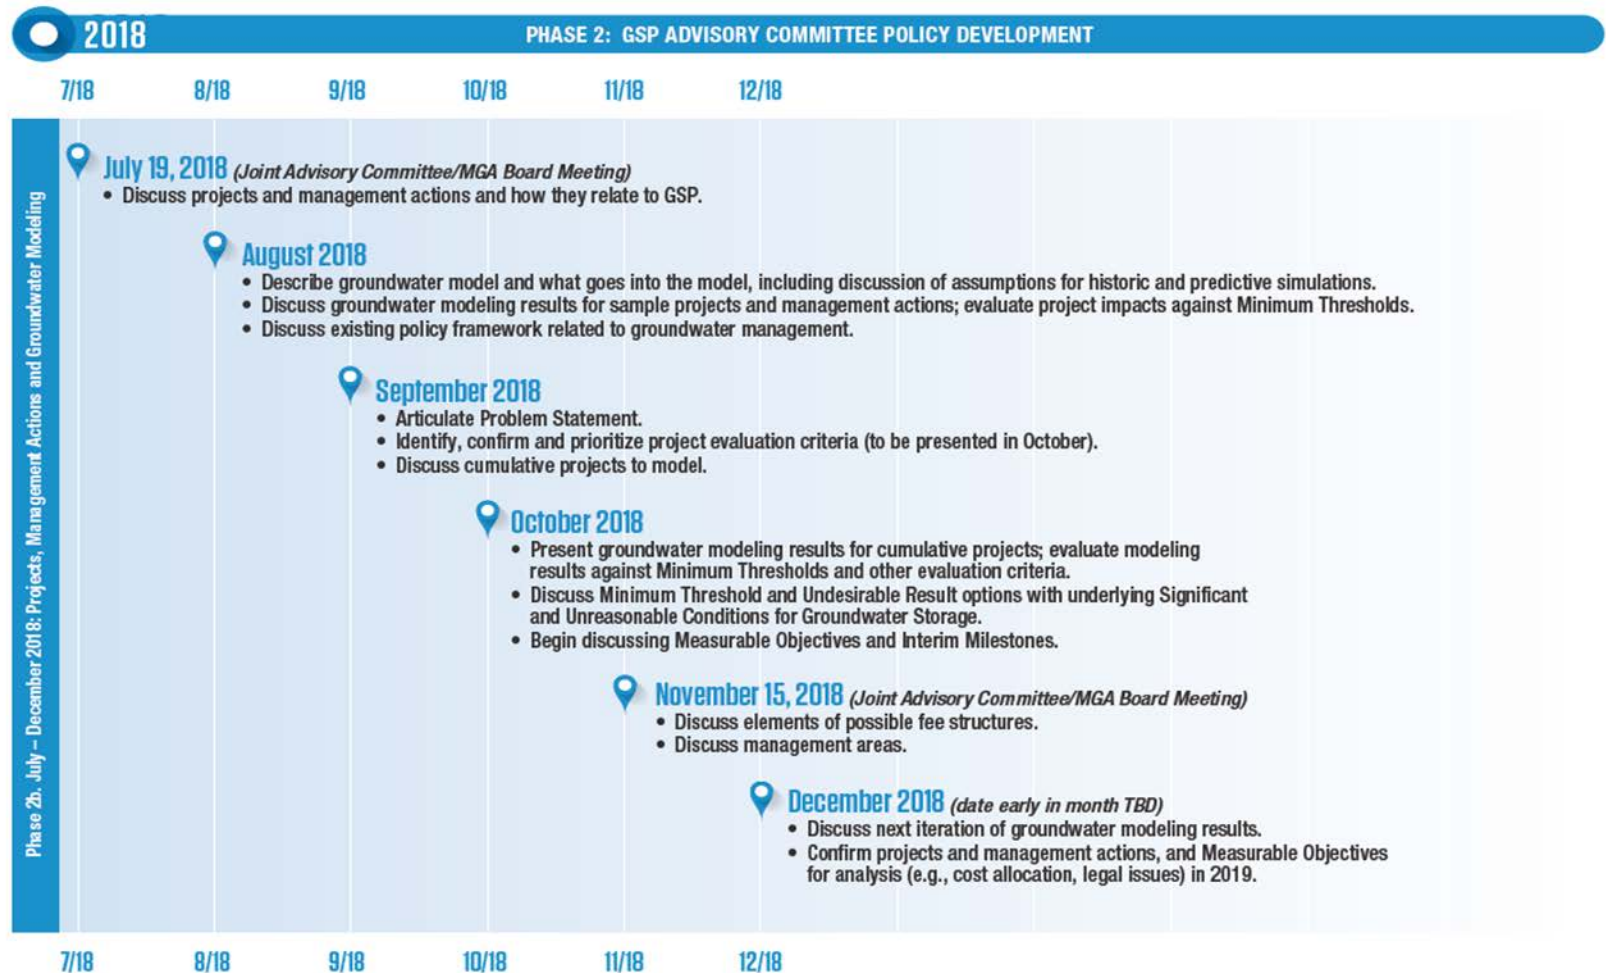 2018
PHASE 2: GSP ADVISORY COMMITTEE POLICY DEVELOPMENT
7/18 8/18 9/18 10/18 11/18 12/18
Phase 2b. July – December 2018: Projects, Management Actions and Groundwater Modeling
July 19, 2018 (Joint Advisory Committee/MGA Board Meeting)
• Discuss projects and management actions and how they relate to GSP.
August 2018
• Describe groundwater model and what goes into the model, including discussion of assumptions for historic and predictive simulations.
• Discuss groundwater modeling results for sample projects and management actions; evaluate project impacts against Minimum Thresholds.
• Discuss existing policy framework related to groundwater management.
September 2018
• Articulate Problem Statement.
• Identify, confirm and prioritize project evaluation criteria (to be presented in October).
• Discuss cumulative projects to model.
October 2018
• Present groundwater modeling results for cumulative projects; evaluate modeling
results against Minimum Thresholds and other evaluation criteria.
• Discuss Minimum Threshold and Undesirable Result options with underlying Significant
and Unreasonable Conditions for Groundwater Storage.
• Begin discussing Measurable Objectives and Interim Milestones.
November 15, 2018 (Joint Advisory Committee/MGA Board Meeting)
• Discuss elements of possible fee structures.
• Discuss management areas.
December 2018 (date early in month TBD)
• Discuss next iteration of groundwater modeling results.
• Confirm projects and management actions, and Measurable Objectives
for analysis (e.g., cost allocation, legal issues) in 2019.
7/18 8/18 9/18 10/18 11/18 12/18